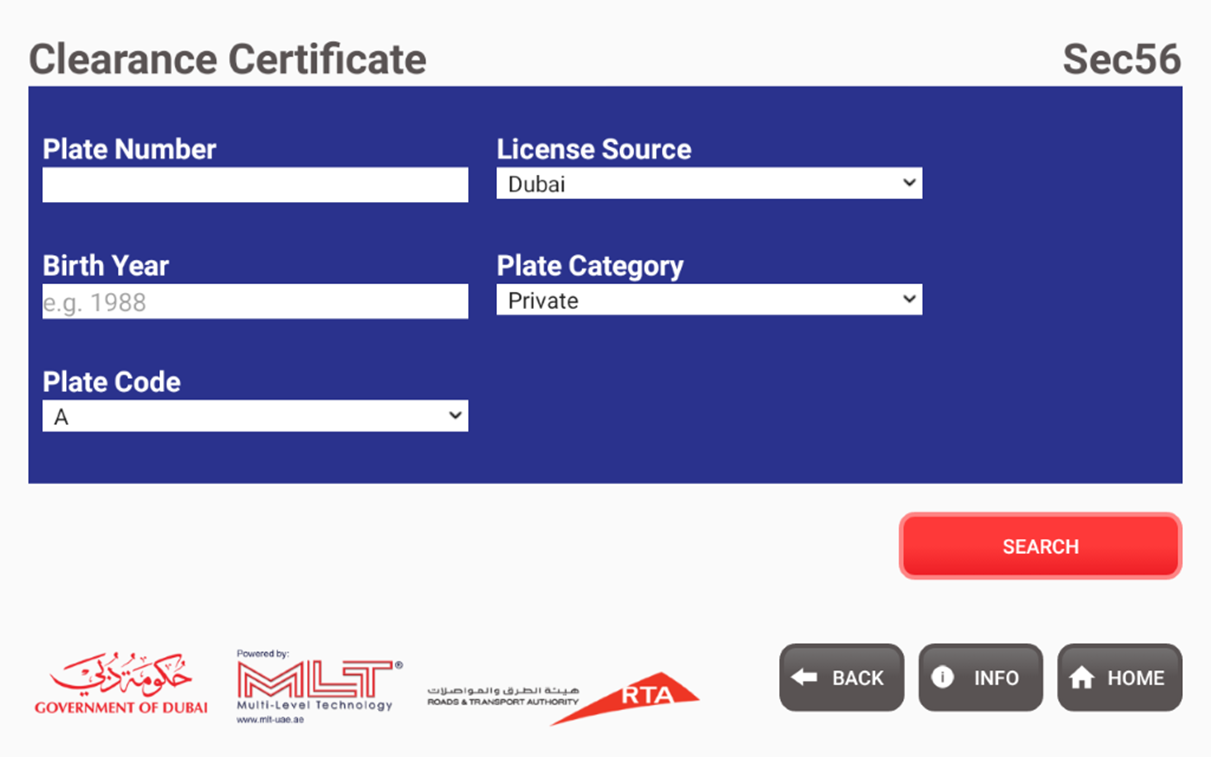 Clearance Certificate
Sec56
Plate Number
License Source
Dubai
Birth Year
Plate Category
e.g. 1988
Private
Plate Code
A
SEARCH
حكومة دبي
GOVERNMENT OF DUBAI
Powered by:
MLT®
Multi-Level Technology
www.mlt-uae.ae
هيئة الطرق والمواصلات
ROADS & TRANSPORT AUTHORITY
RTA
BACK
INFO
HOME